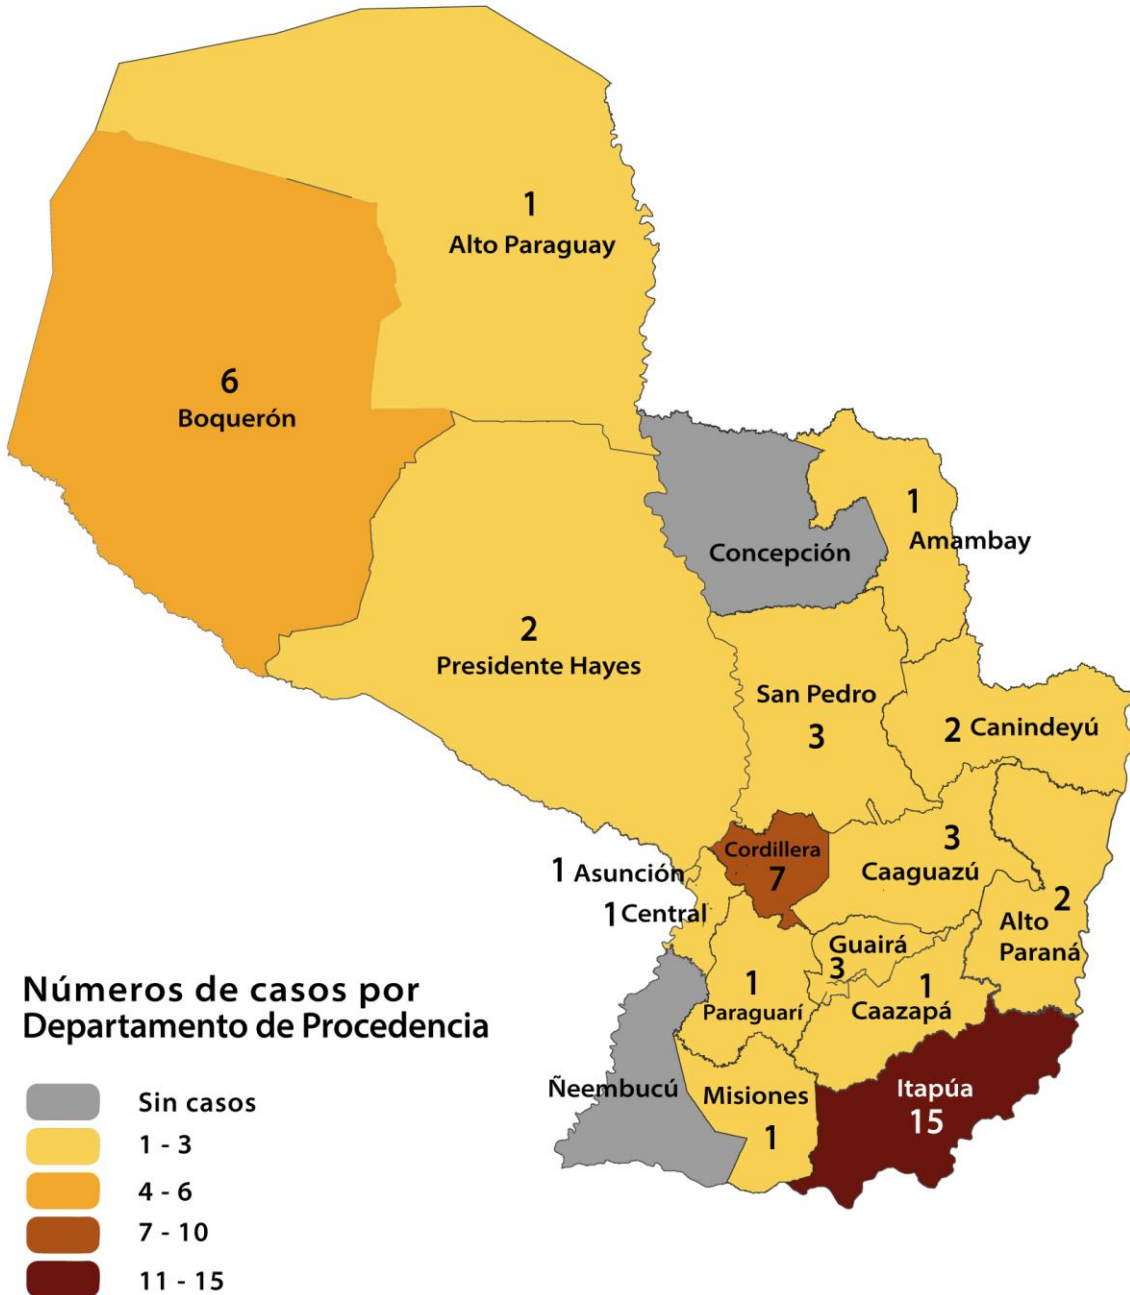 1
Alto Paraguay
6
Boquerón
Concepción
1
Amambay
2
Presidente Hayes
San Pedro
3
2 Canindeyú
Cordillera
7
3
Caaguazú
1 Asunción
1 Central
2
Alto
Paraná
Guairá
3
1
Paraguarí
1
Caazapá
Ñeembucú
Misiones
1
Itapúa
15
Números de casos por
Departamento de Procedencia
Sin casos
1 - 3
4 - 6
7 - 10
11 - 15